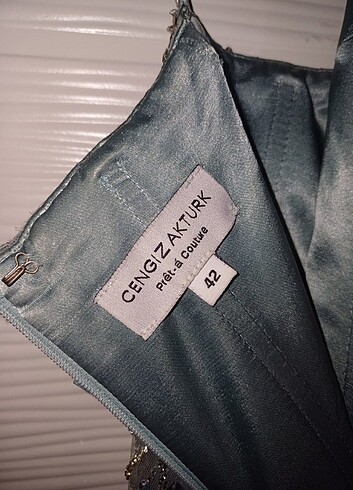 CENGIZ AKTURK
Prêt-á Couture
42